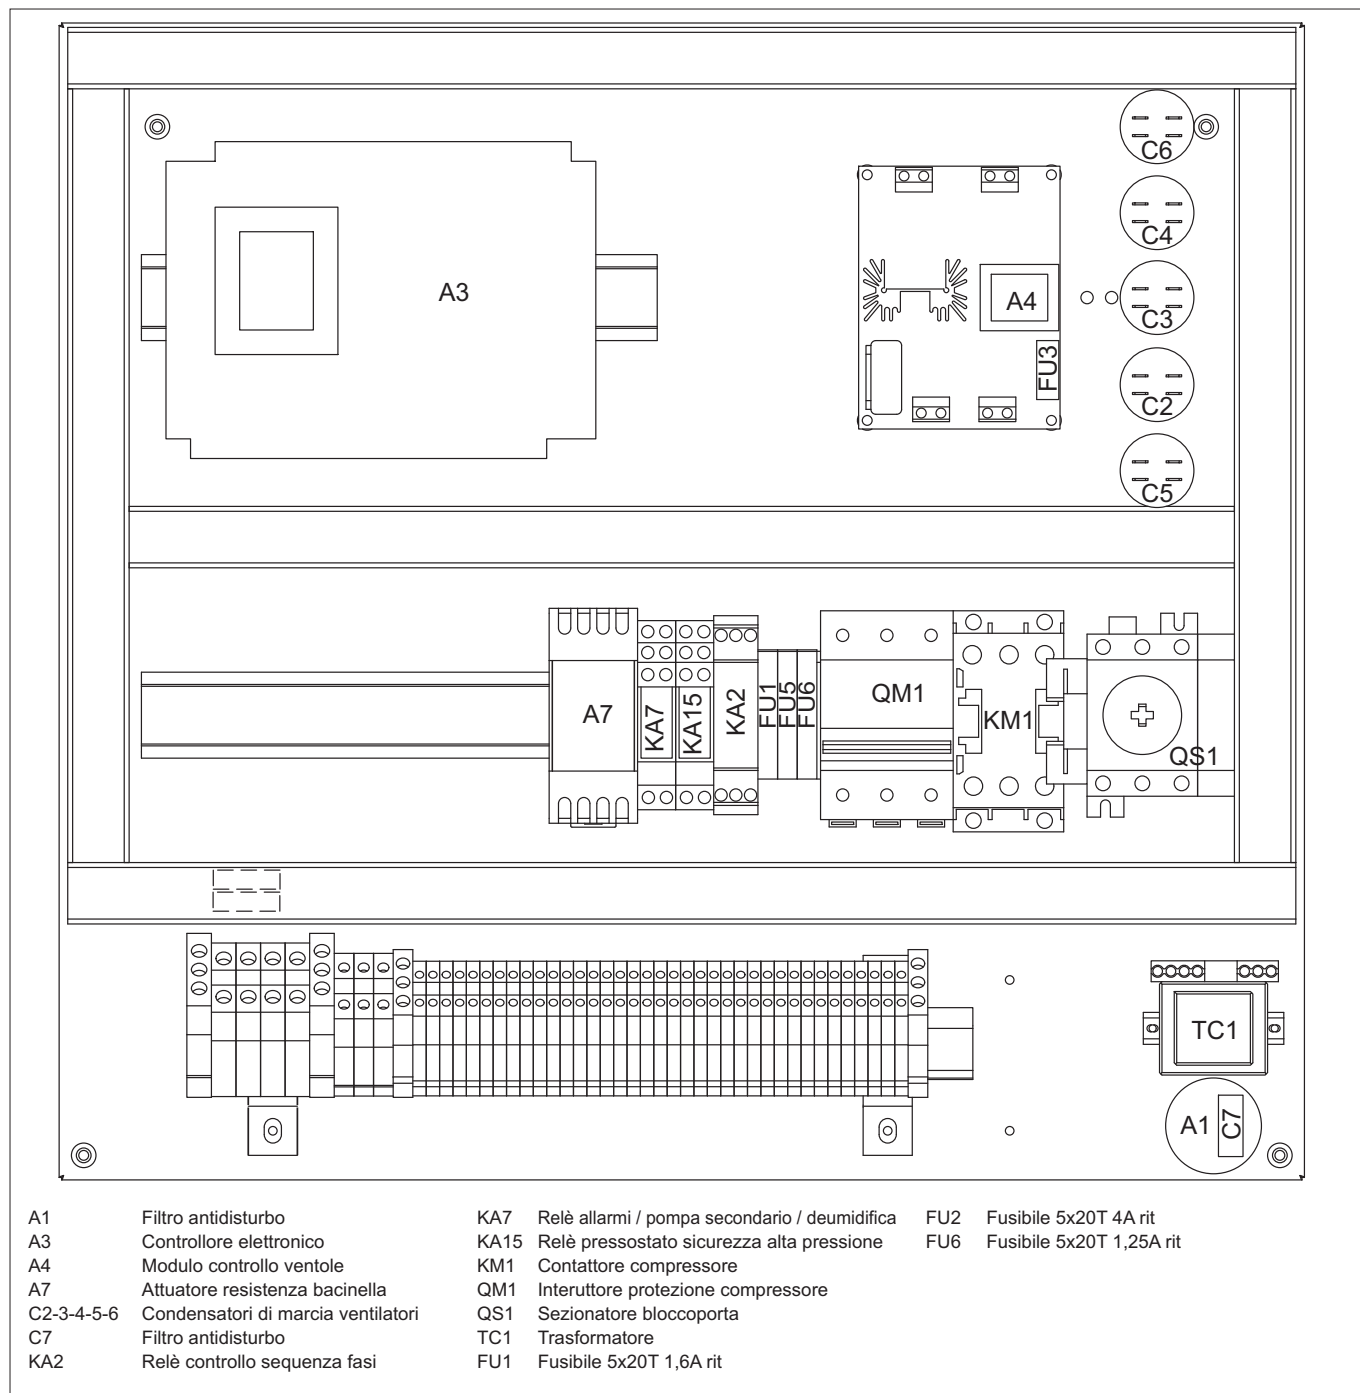 C6
C4
A3
A4
C3
FU3
C2
C5
A7
KA7
KA15
KA2
FU1
FU5
FU6
QM1
KM1
QS1
TC1
A1
C7
A1 Filtro antidisturbo
A3 Controllore elettronico
A4 Modulo controllo ventole
A7 Attuatore resistenza bacinella
C2-3-4-5-6 Condensatori di marcia ventilatori
C7 Filtro antidisturbo
KA2 Relè controllo sequenza fasi
KA7 Relè allarmi / pompa secondario / deumidifica
KA15 Relè pressostato sicurezza alta pressione
KM1 Contattore compressore
QM1 Interuttore protezione compressore
QS1 Sezionatore bloccoporta
TC1 Trasformatore
FU1 Fusibile 5x20T 1,6A rit
FU2 Fusibile 5x20T 4A rit
FU6 Fusibile 5x20T 1,25A rit